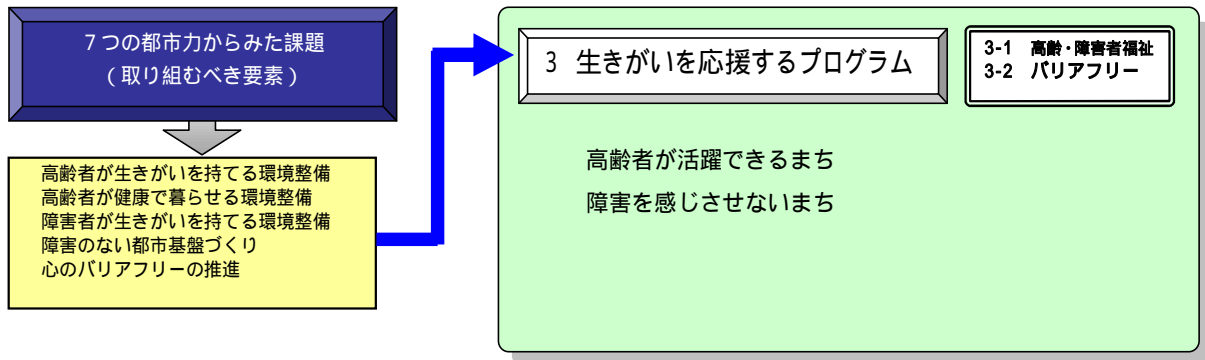 ７つの都市力からみた課題
（取り組むべき要素）
高齢者が生きがいを持てる環境整備
高齢者が健康で暮らせる環境整備
障害者が生きがいを持てる環境整備
障害のない都市基盤づくり
心のバリアフリーの推進
3 生きがいを応援するプログラム
3-1 高齢・障害者福祉
3-2 バリアフリー
高齢者が活躍できるまち
障害を感じさせないまち